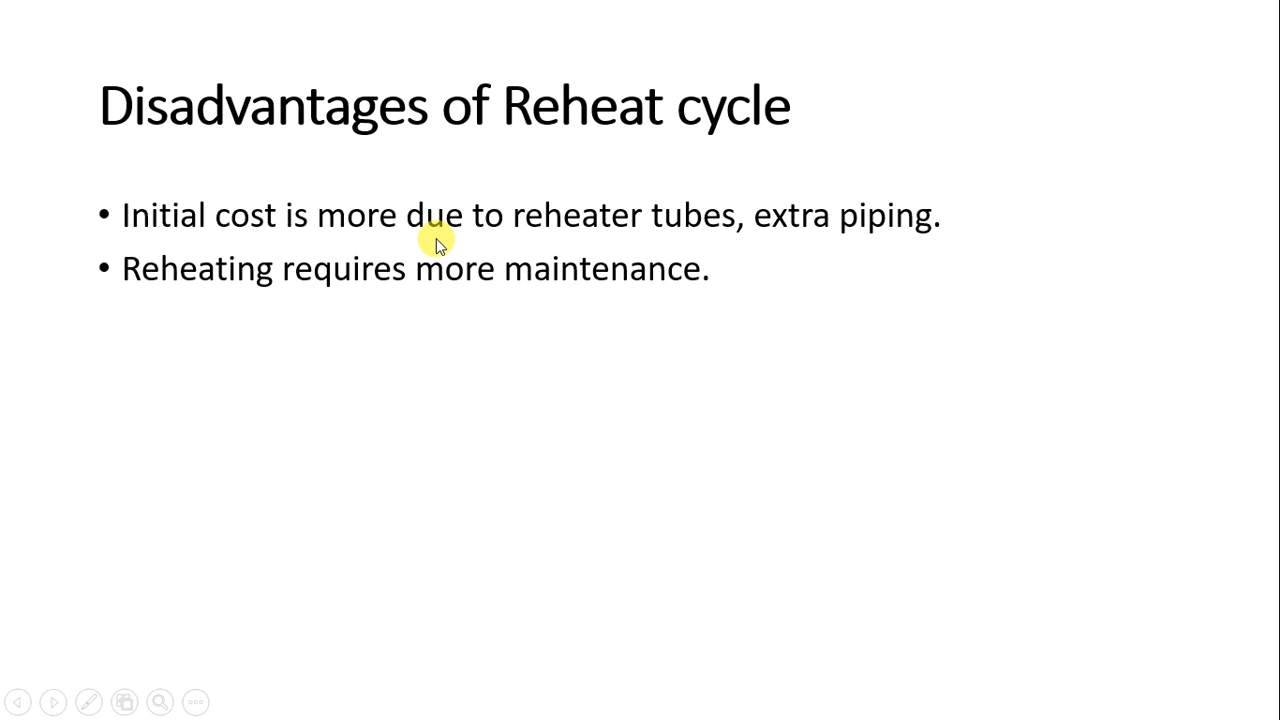 Disadvantages of Reheat cycle
• Initial cost is more due to reheater tubes, extra piping.
• Reheating requires more maintenance.